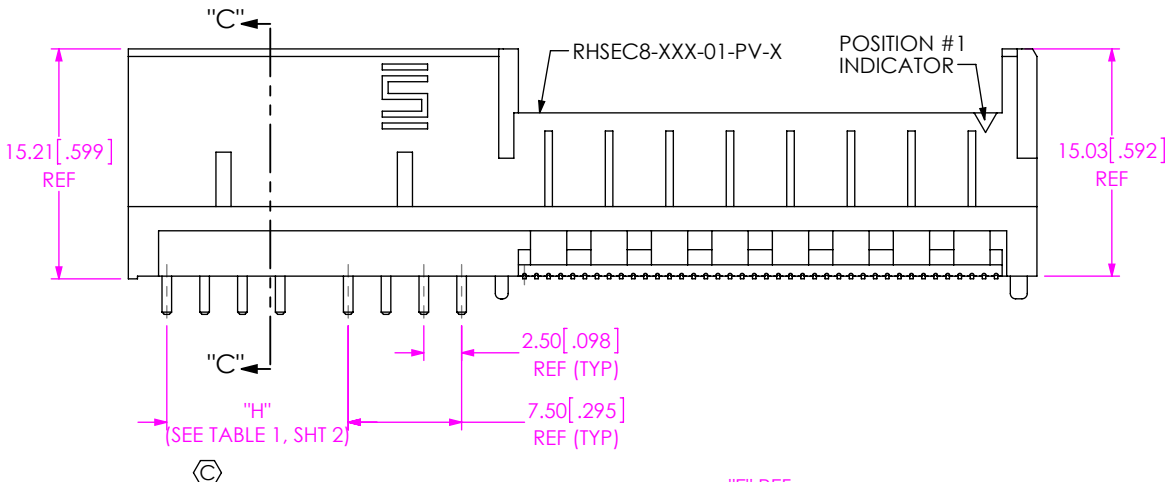 "C"
RHSEC8-XXX-01-PV-X
POSITION #1
INDICATOR
15.21[.599]
REF
15.03[.592]
REF
2.50[.098]
REF (TYP)
"C"
"H"
(SEE TABLE 1, SHT 2)
7.50[.295]
REF (TYP)
C